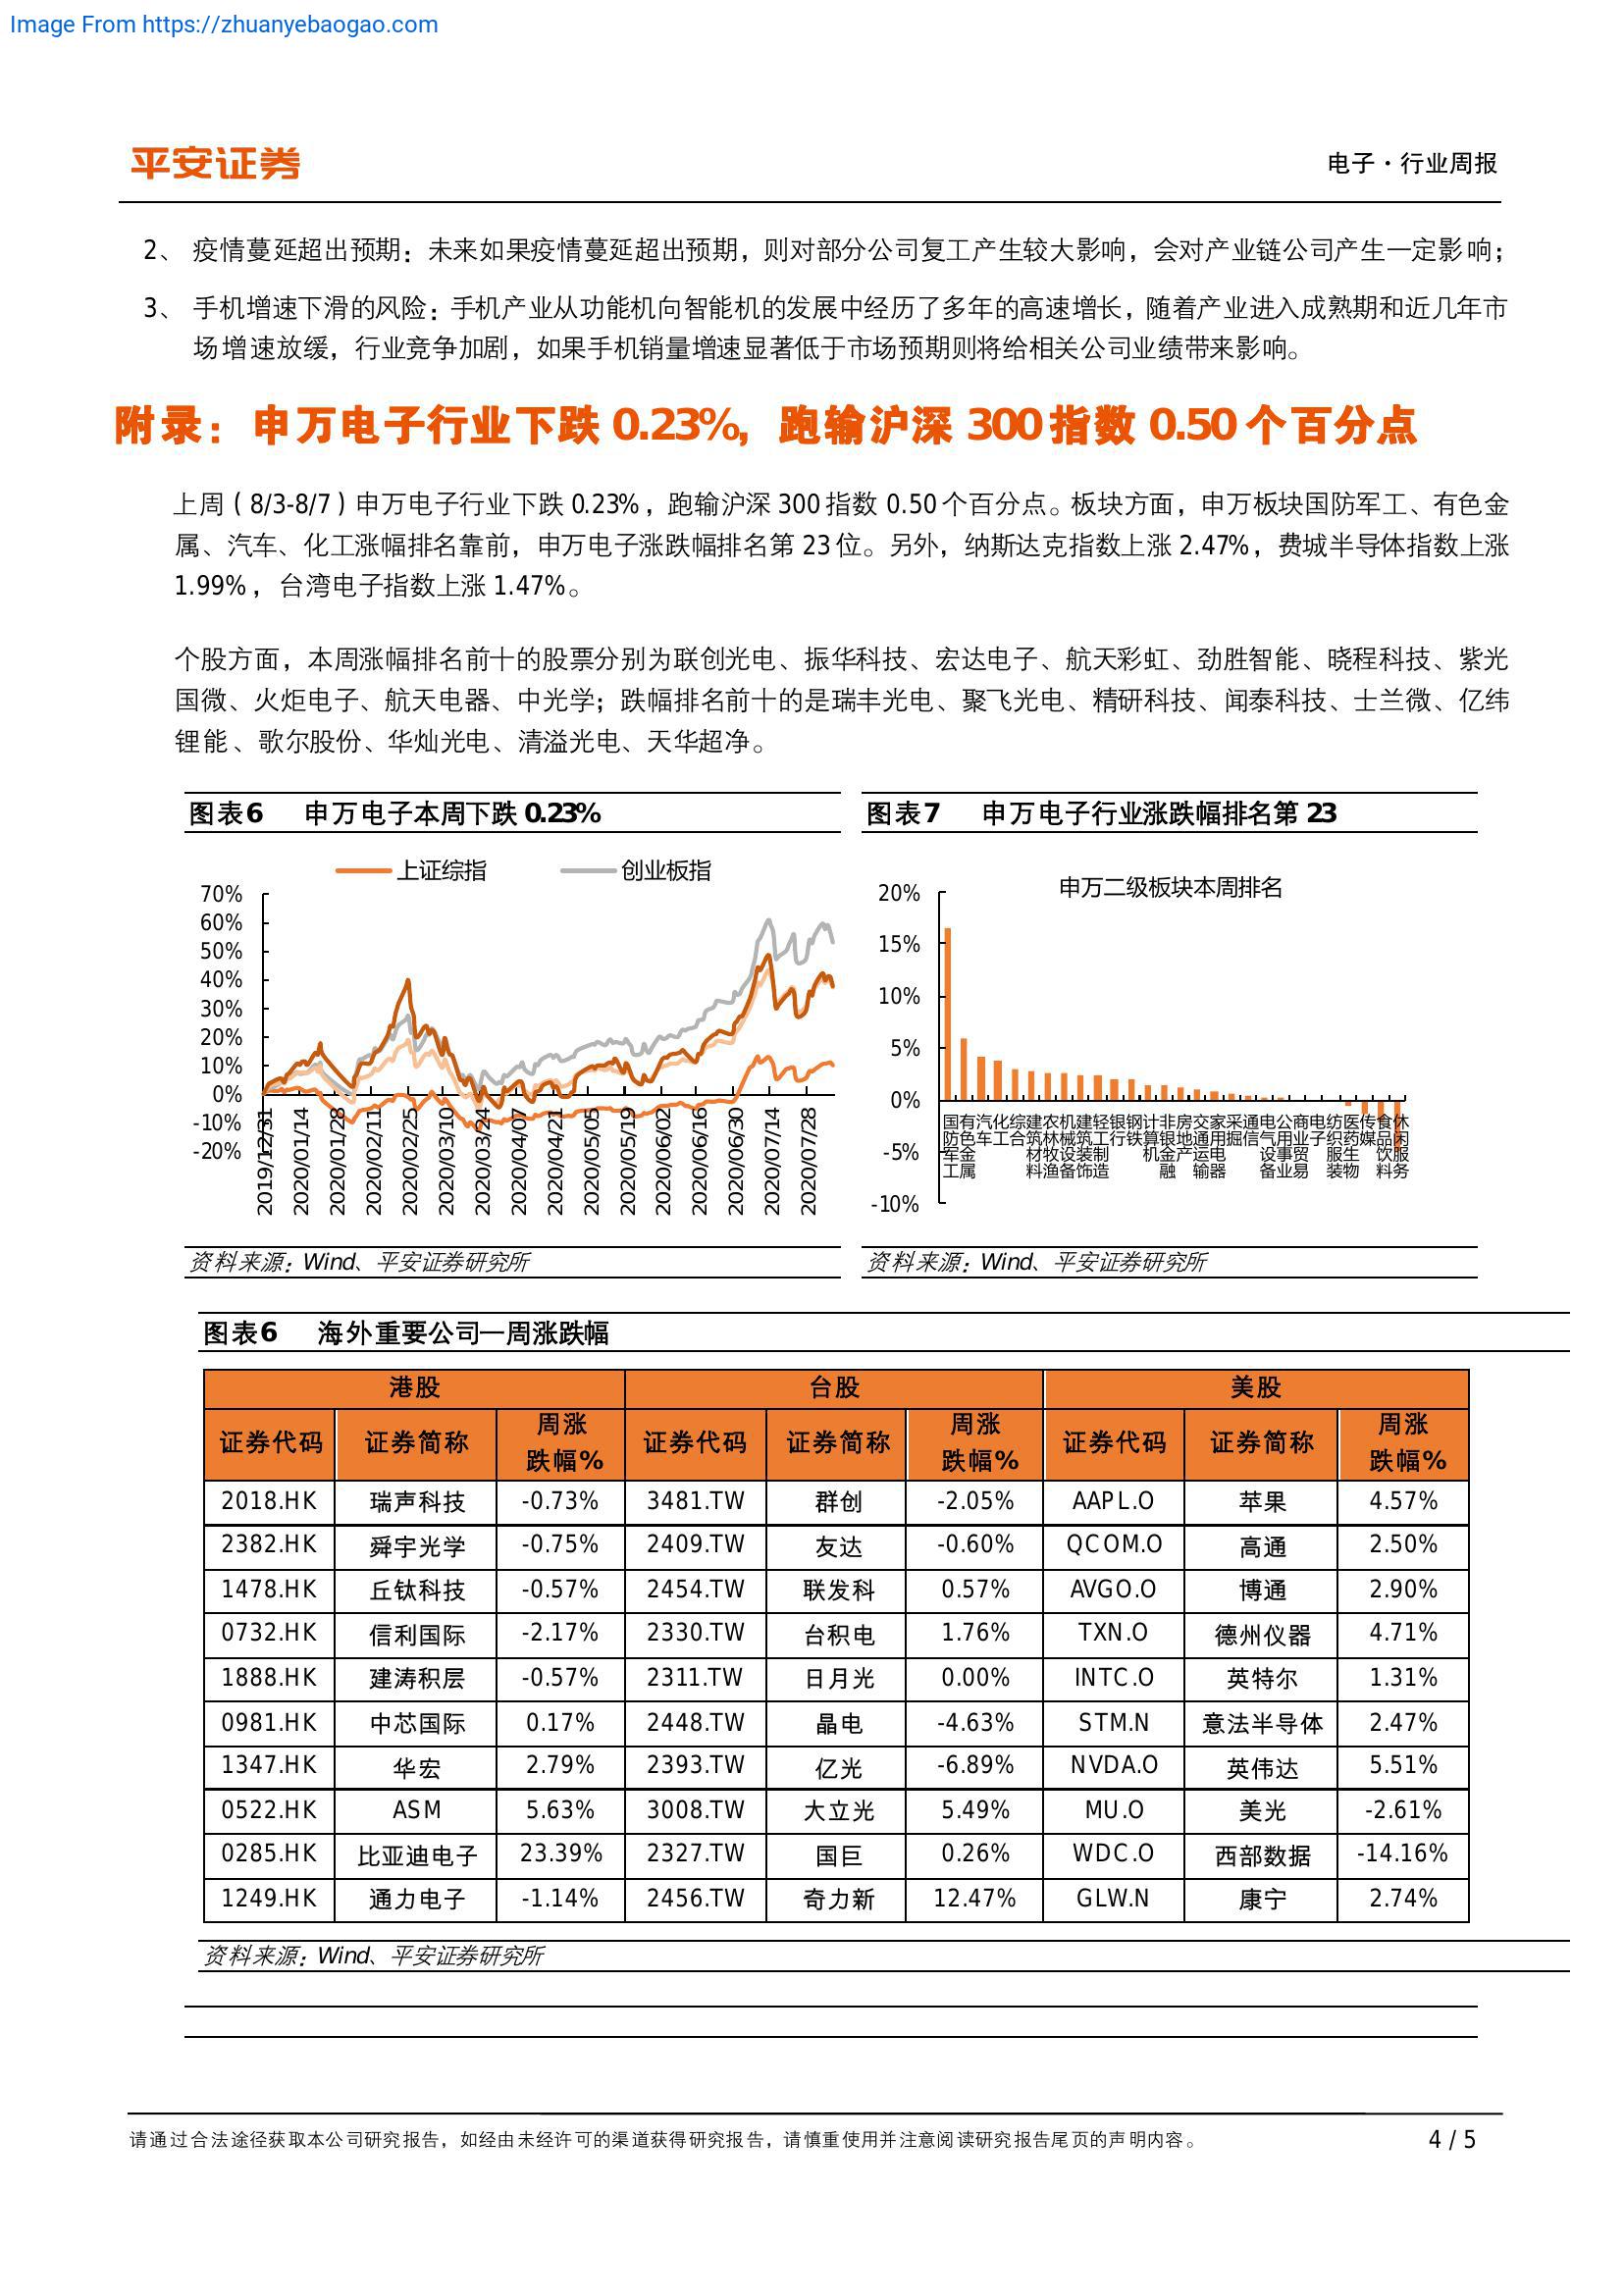 Image From https://zhuanyebaogao.com
平安证券
电子·行业周报
2、 疫情蔓延超出预期：未来如果疫情蔓延超出预期，则对部分公司复工产生较大影响，会对产业链公司产生一定影响；
3、 手机增速下滑的风险：手机产业从功能机向智能机的发展中经历了多年的高速增长，随着产业进入成熟期和近几年市
场增速放缓，行业竞争加剧，如果手机销量增速显著低于市场预期则将给相关公司业绩带来影响。
附录：申万电子行业下跌 0.23%，跑输沪深 300 指数 0.50 个百分点
上周（8/3-8/7）申万电子行业下跌 0.23%，跑输沪深 300 指数 0.50 个百分点。板块方面，申万板块国防军工、有色金
属、汽车、化工涨幅排名靠前，申万电子涨跌幅排名第 23 位。另外，纳斯达克指数上涨 2.47%，费城半导体指数上涨
1.99%，台湾电子指数上涨 1.47%。
个股方面，本周涨幅排名前十的股票分别为联创光电、振华科技、宏达电子、航天彩虹、劲胜智能、晓程科技、紫光
国微、火炬电子、航天电器、中光学；跌幅排名前十的是瑞丰光电、聚飞光电、精研科技、闻泰科技、士兰微、亿纬
锂能、歌尔股份、华灿光电、清溢光电、天华超净。
图表6 申万电子本周下跌 0.23%
上证综指 创业板指
70%
60%
50%
40%
30%
20%
10%
0%
-10%
-20%
2019/12/31 2020/01/14 2020/01/28 2020/02/11 2020/02/25 2020/03/10 2020/03/24 2020/04/07 2020/04/21 2020/05/05 2020/05/19 2020/06/02 2020/06/16 2020/06/30 2020/07/14 2020/07/28
资料来源：Wind、平安证券研究所
图表7 申万电子行业涨跌幅排名第 23
申万二级板块本周排名
20%
15%
10%
5%
0%
-5%
-10%
国防军工 有色金属 汽车 化工 综合 建筑材料 农林牧渔 机械设备 建筑装饰 轻工制造 银行 钢铁 计算机 非银金融 房地产 交通运输 家用电器 采掘 通信 电气设备 公用事业 商业贸易 电子 纺织服装 医药生物 传媒 食品饮料 休闲服务
资料来源：Wind、平安证券研究所
图表6 海外重要公司一周涨跌幅
港股 台股 美股
证券代码 证券简称 周涨跌幅% 证券代码 证券简称 周涨跌幅% 证券代码 证券简称 周涨跌幅%
2018.HK 瑞声科技 -0.73% 3481.TW 群创 -2.05% AAPL.O 苹果 4.57%
2382.HK 舜宇光学 -0.75% 2409.TW 友达 -0.60% QCOM.O 高通 2.50%
1478.HK 丘钛科技 -0.57% 2454.TW 联发科 0.57% AVGO.O 博通 2.90%
0732.HK 信利国际 -2.17% 2330.TW 台积电 1.76% TXN.O 德州仪器 4.71%
1888.HK 建涛积层 -0.57% 2311.TW 日月光 0.00% INTC.O 英特尔 1.31%
0981.HK 中芯国际 0.17% 2448.TW 晶电 -4.63% STM.N 意法半导体 2.47%
1347.HK 华宏 2.79% 2393.TW 亿光 -6.89% NVDA.O 英伟达 5.51%
0522.HK ASM 5.63% 3008.TW 大立光 5.49% MU.O 美光 -2.61%
0285.HK 比亚迪电子 23.39% 2327.TW 国巨 0.26% WDC.O 西部数据 -14.16%
1249.HK 通力电子 -1.14% 2456.TW 奇力新 12.47% GLW.N 康宁 2.74%
资料来源：Wind、平安证券研究所
请通过合法途径获取本公司研究报告，如经由未经许可的渠道获得研究报告，请慎重使用并注意阅读研究报告尾页的声明内容。
4 / 5